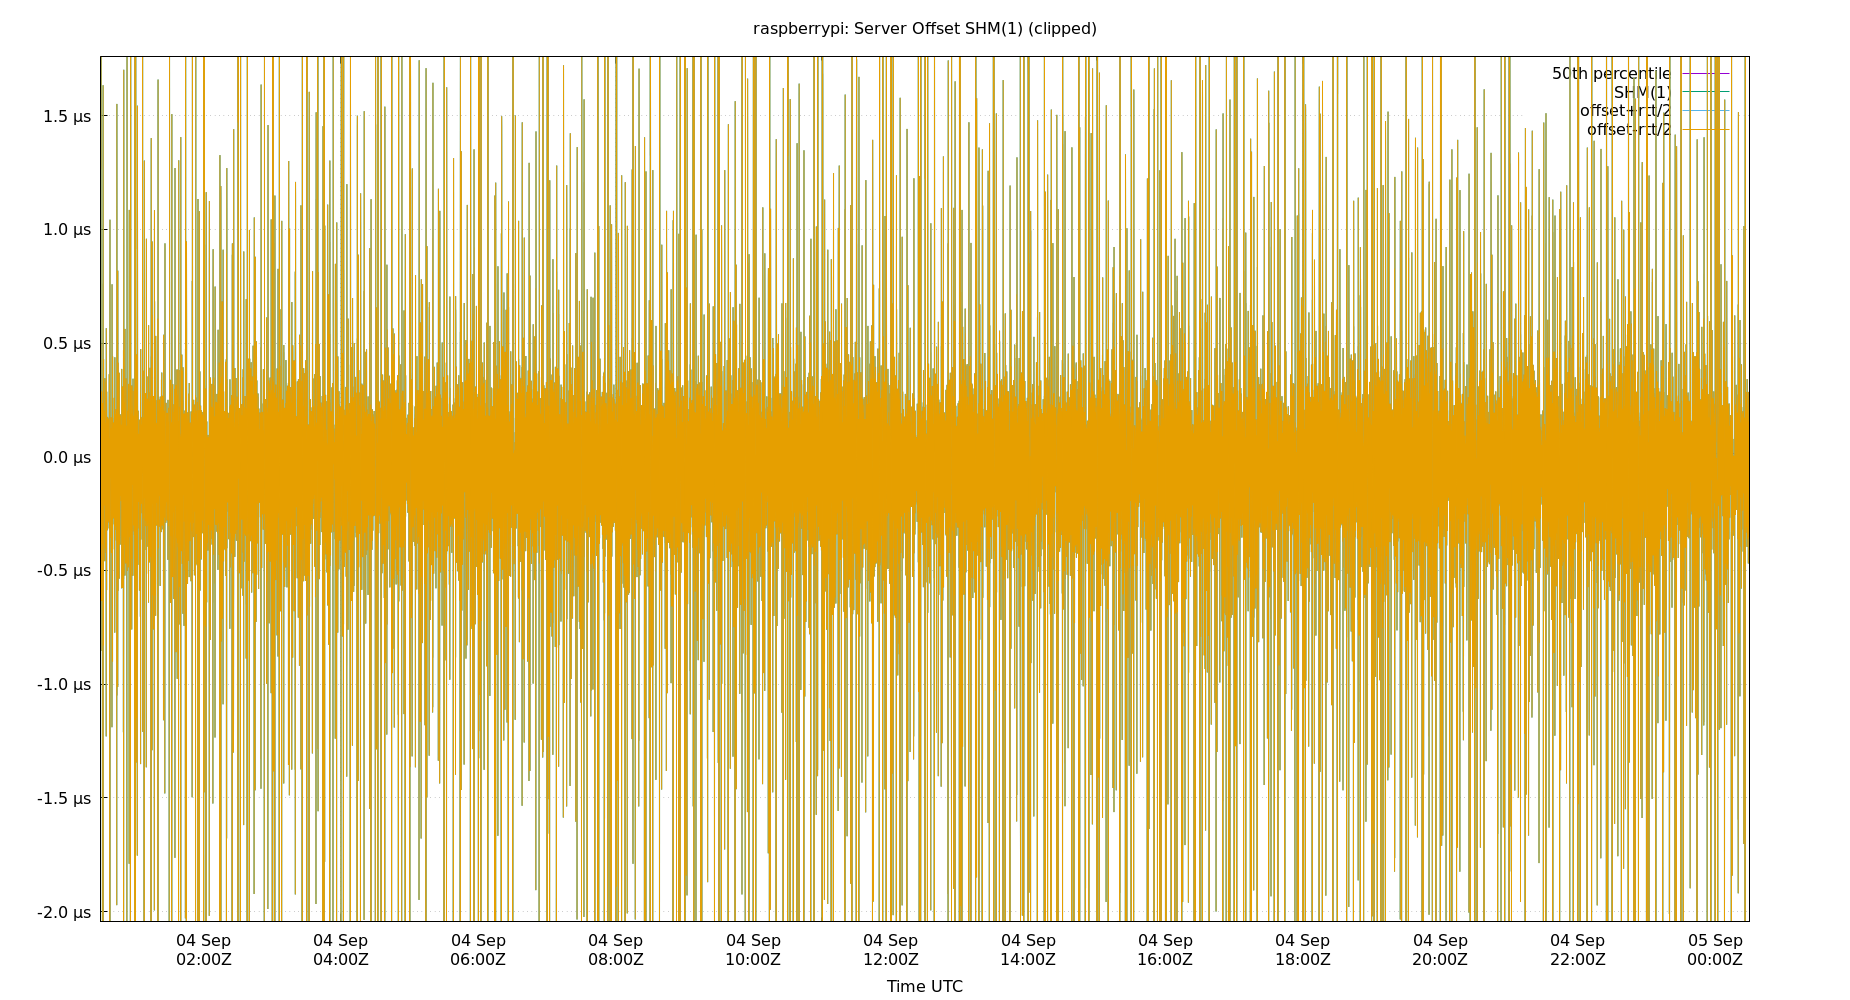 raspberrypi: Server Offset SHM(1) (clipped)
50th percentile
SHM(1)
offset+rtt/2
offset-rtt/2
1.5 µs
1.0 µs
0.5 µs
0.0 µs
-0.5 µs
-1.0 µs
-1.5 µs
-2.0 µs
04 Sep 04 Sep 04 Sep 04 Sep 04 Sep 04 Sep 04 Sep 04 Sep 04 Sep 04 Sep 04 Sep 05 Sep
02:00Z 04:00Z 06:00Z 08:00Z 10:00Z 12:00Z 14:00Z 16:00Z 18:00Z 20:00Z 22:00Z 00:00Z
Time UTC